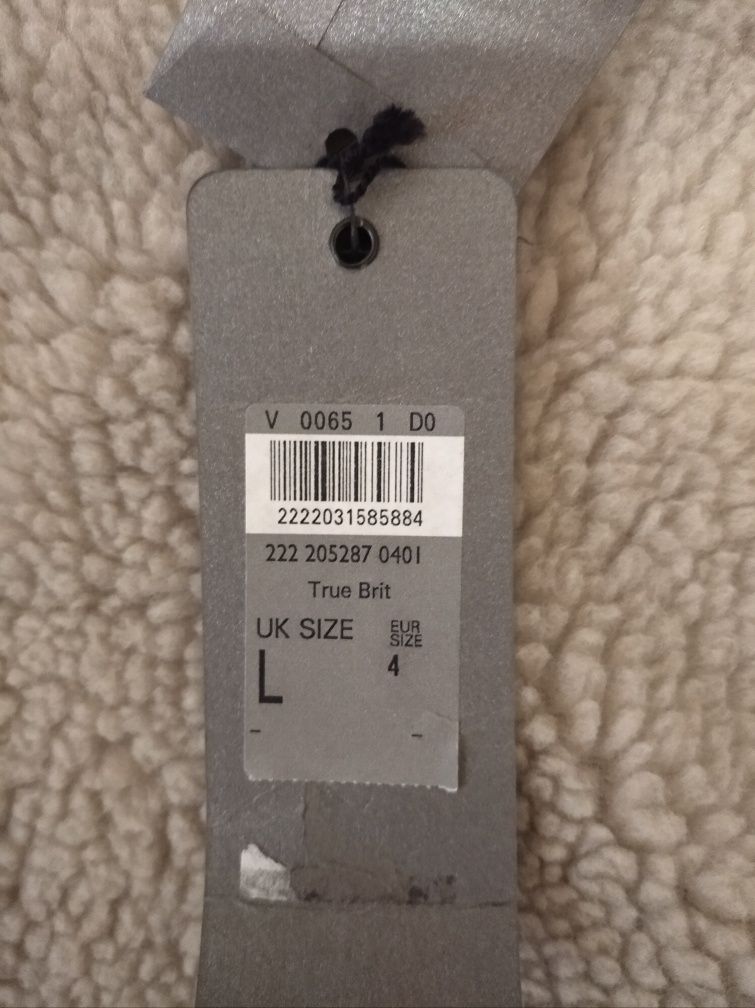 V 0065 1 D0
2222031585884
222 205287 0401
True Brit
UK SIZE EUR SIZE
L 4
- -